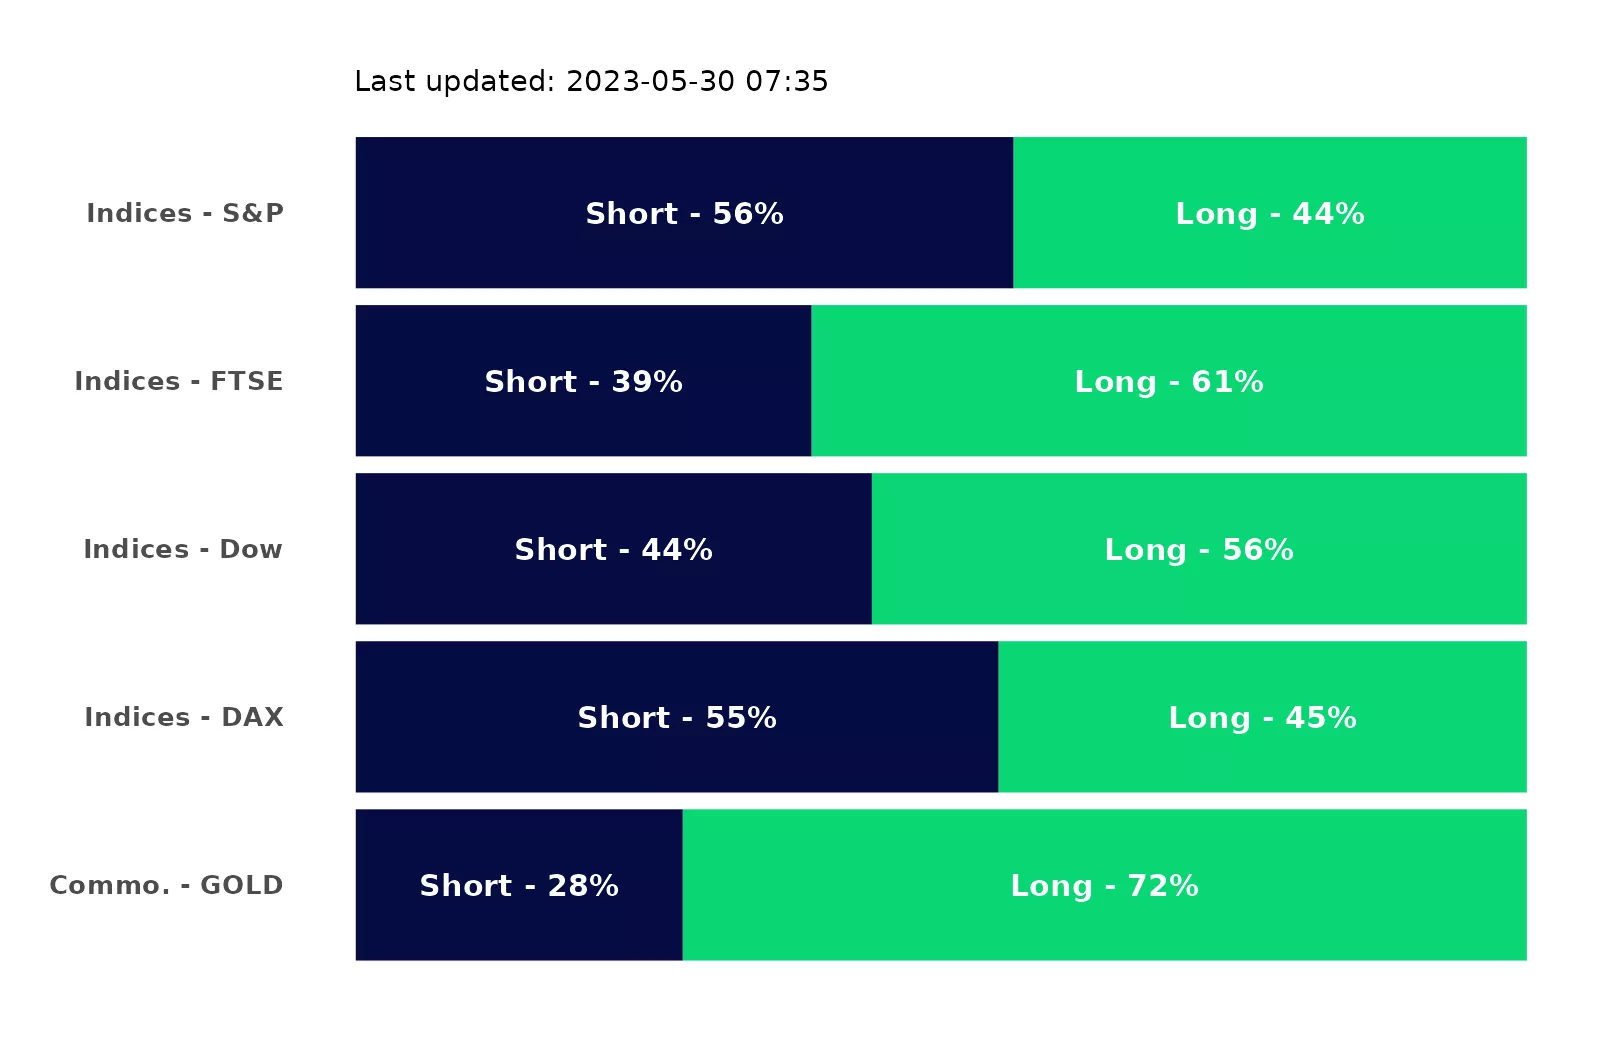 Last updated: 2023-05-30 07:35
Indices - S&P Short - 56% Long - 44%
Indices - FTSE Short - 39% Long - 61%
Indices - Dow Short - 44% Long - 56%
Indices - DAX Short - 55% Long - 45%
Commo. - GOLD Short - 28% Long - 72%